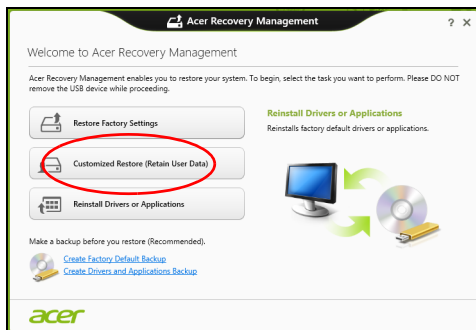 Acer Recovery Management
? X
Welcome to Acer Recovery Management
Acer Recovery Management enables you to restore your system. To begin, select the task you want to perform. Please DO NOT
remove the USB device while proceeding.
Restore Factory Settings
Customized Restore (Retain User Data)
Reinstall Drivers or Applications
Reinstall Drivers or Applications
Reinstalls factory default drivers or applications.
Make a backup before you restore (Recommended).
Create Factory Default Backup
Create Drivers and Applications Backup
acer